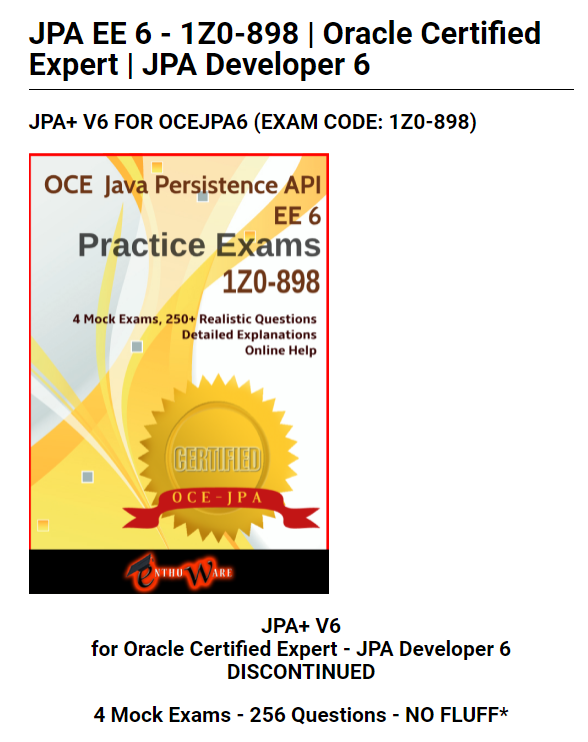 JPA EE 6 - 1Z0-898 | Oracle Certified
Expert | JPA Developer 6
JPA+ V6 FOR OCEJPA6 (EXAM CODE: 1Z0-898)
OCE Java Persistence API
EE 6
Practice Exams
1Z0-898
4 Mock Exams, 250+ Realistic Questions
Detailed Explanations
Online Help
CERTIFIED
OCE-JPA
ENTHUWARE
JPA+ V6
for Oracle Certified Expert - JPA Developer 6
DISCONTINUED
4 Mock Exams - 256 Questions - NO FLUFF*